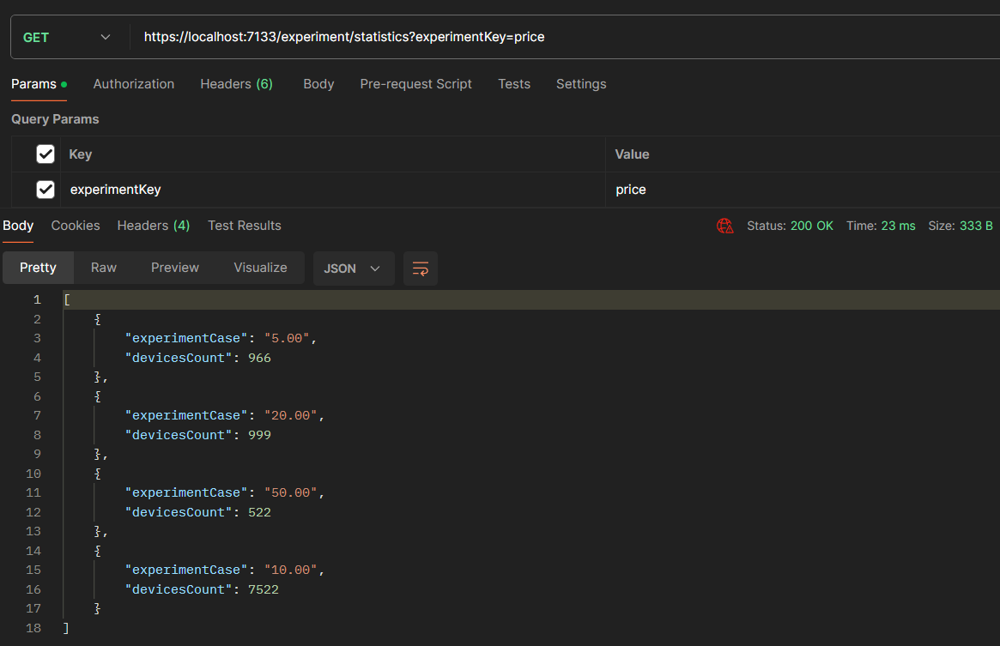 GET https://localhost:7133/experiment/statistics?experimentKey=price
Params Authorization Headers (6) Body Pre-request Script Tests Settings
Query Params
Key Value
experimentKey price
Body Cookies Headers (4) Test Results Status: 200 OK Time: 23 ms Size: 333 B
Pretty Raw Preview Visualize JSON
1 [
2 {
3 "experimentCase": "5.00",
4 "devicesCount": 966
5 },
6 {
7 "experimentCase": "20.00",
8 "devicesCount": 999
9 },
10 {
11 "experimentCase": "50.00",
12 "devicesCount": 522
13 },
14 {
15 "experimentCase": "10.00",
16 "devicesCount": 7522
17 }
18 ]